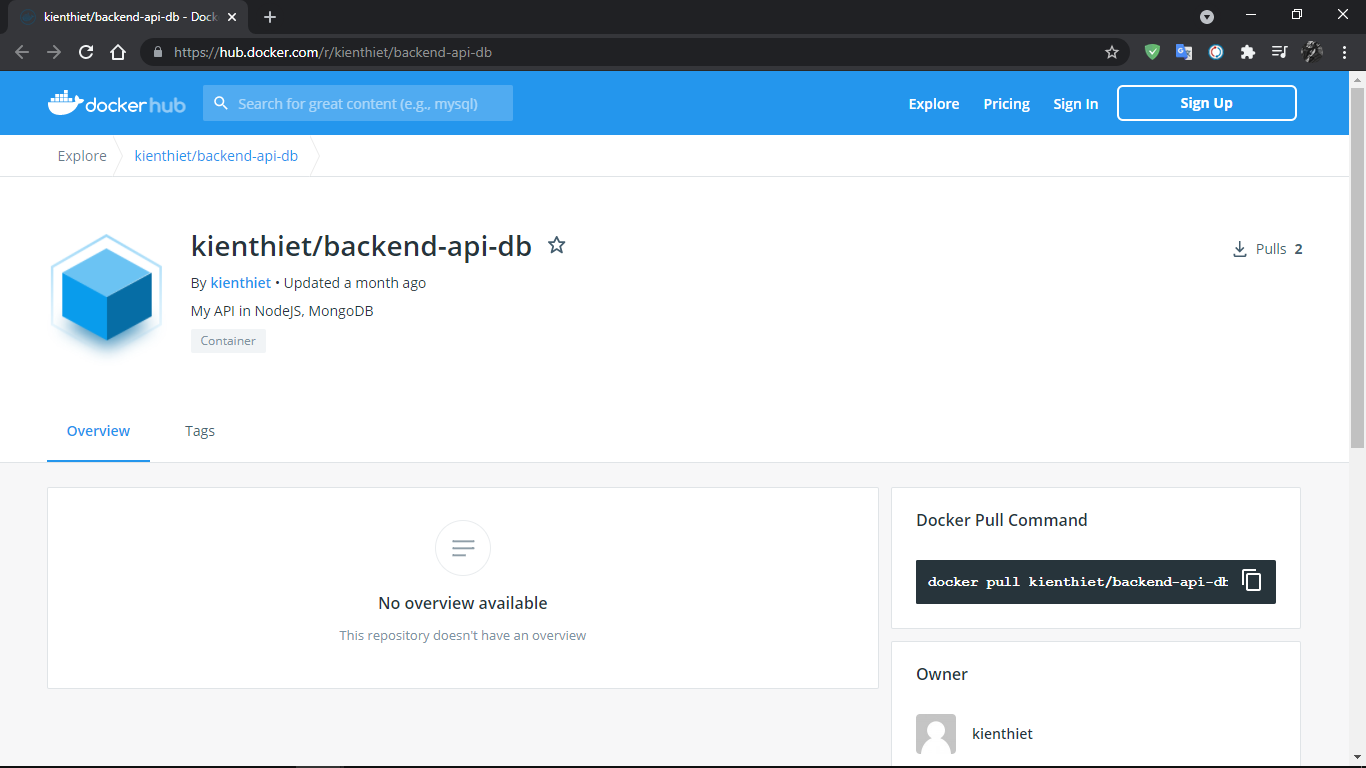 kienthiet/backend-api-db - Dock
https://hub.docker.com/r/kienthiet/backend-api-db
docker hub
Search for great content (e.g., mysql)
Explore
Pricing
Sign In
Sign Up
Explore
kienthiet/backend-api-db
kienthiet/backend-api-db
Pulls 2
By kienthiet • Updated a month ago
My API in NodeJS, MongoDB
Container
Overview
Tags
No overview available
This repository doesn't have an overview
Docker Pull Command
docker pull kienthiet/backend-api-db
Owner
kienthiet